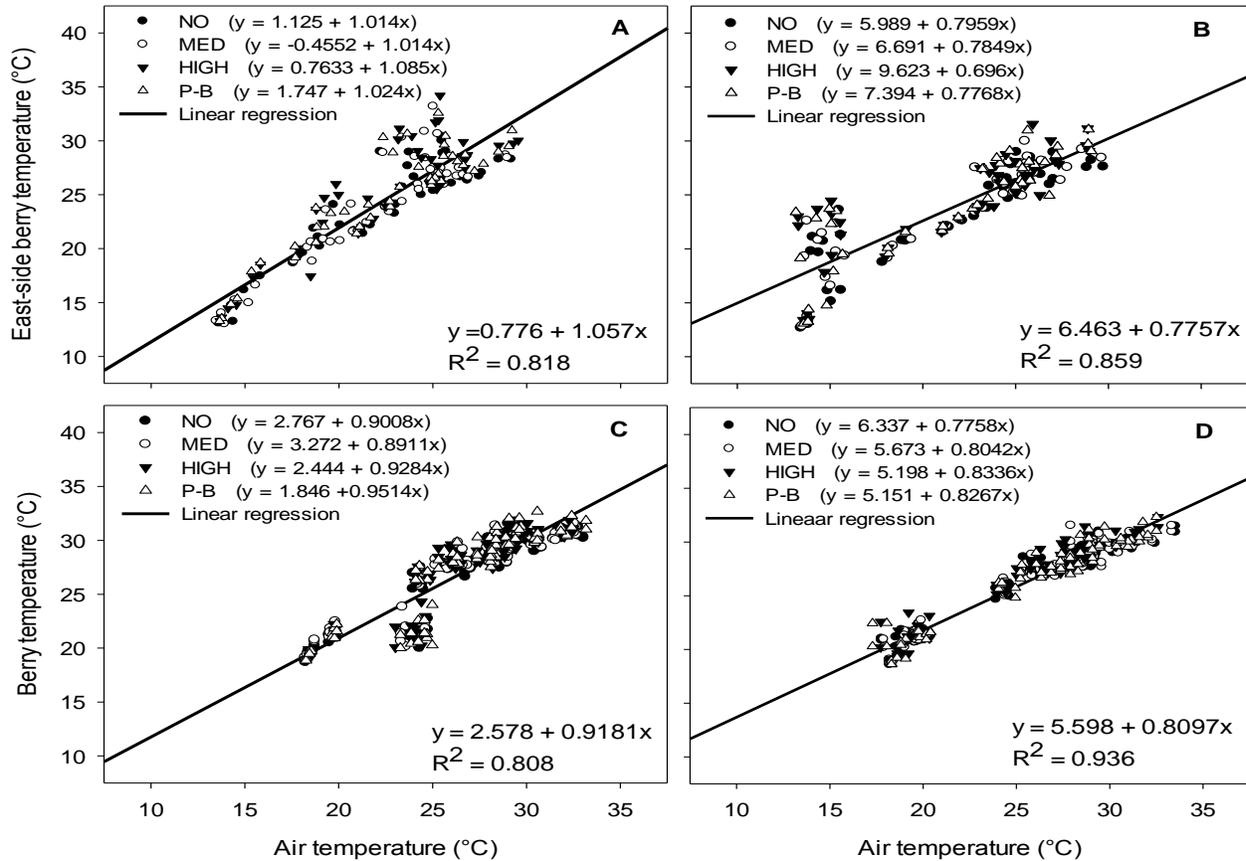 A
NO (y = 1.125 + 1.014x)
MED (y = -0.4552 + 1.014x)
HIGH (y = 0.7633 + 1.085x)
P-B (y = 1.747 + 1.024x)
Linear regression
y =0.776 + 1.057x
R2 = 0.818
40
35
30
25
20
15
10
East-side berry temperature (°C)
B
NO (y = 5.989 + 0.7959x)
MED (y = 6.691 + 0.7849x)
HIGH (y = 9.623 + 0.696x)
P-B (y = 7.394 + 0.7768x)
Linear regression
y = 6.463 + 0.7757x
R2 = 0.859
C
NO (y = 2.767 + 0.9008x)
MED (y = 3.272 + 0.8911x)
HIGH (y = 2.444 + 0.9284x)
P-B (y = 1.846 +0.9514x)
Linear regression
y = 2.578 + 0.9181x
R2 = 0.808
40
35
30
25
20
15
10
Berry temperature (°C)
10 15 20 25 30 35
Air temperature (°C)
D
NO (y = 6.337 + 0.7758x)
MED (y = 5.673 + 0.8042x)
HIGH (y = 5.198 + 0.8336x)
P-B (y = 5.151 + 0.8267x)
Lineaar regression
y = 5.598 + 0.8097x
R2 = 0.936
10 15 20 25 30 35
Air temperature (°C)